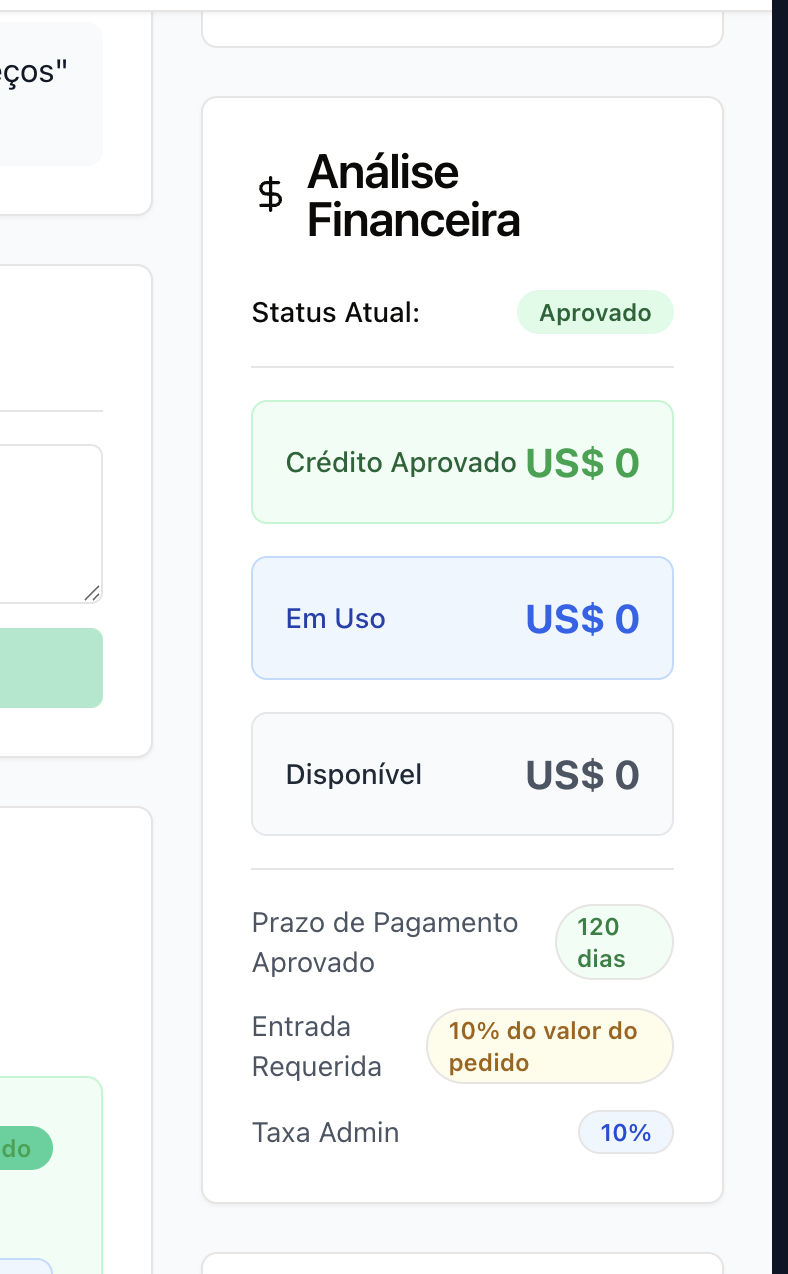 eços"
$ Análise
Financeira
Status Atual:
Aprovado
Crédito Aprovado US$ 0
Em Uso
US$ 0
Disponível
US$ 0
Prazo de Pagamento
Aprovado
120
dias
Entrada
Requerida
10% do valor do
pedido
Taxa Admin
10%
do